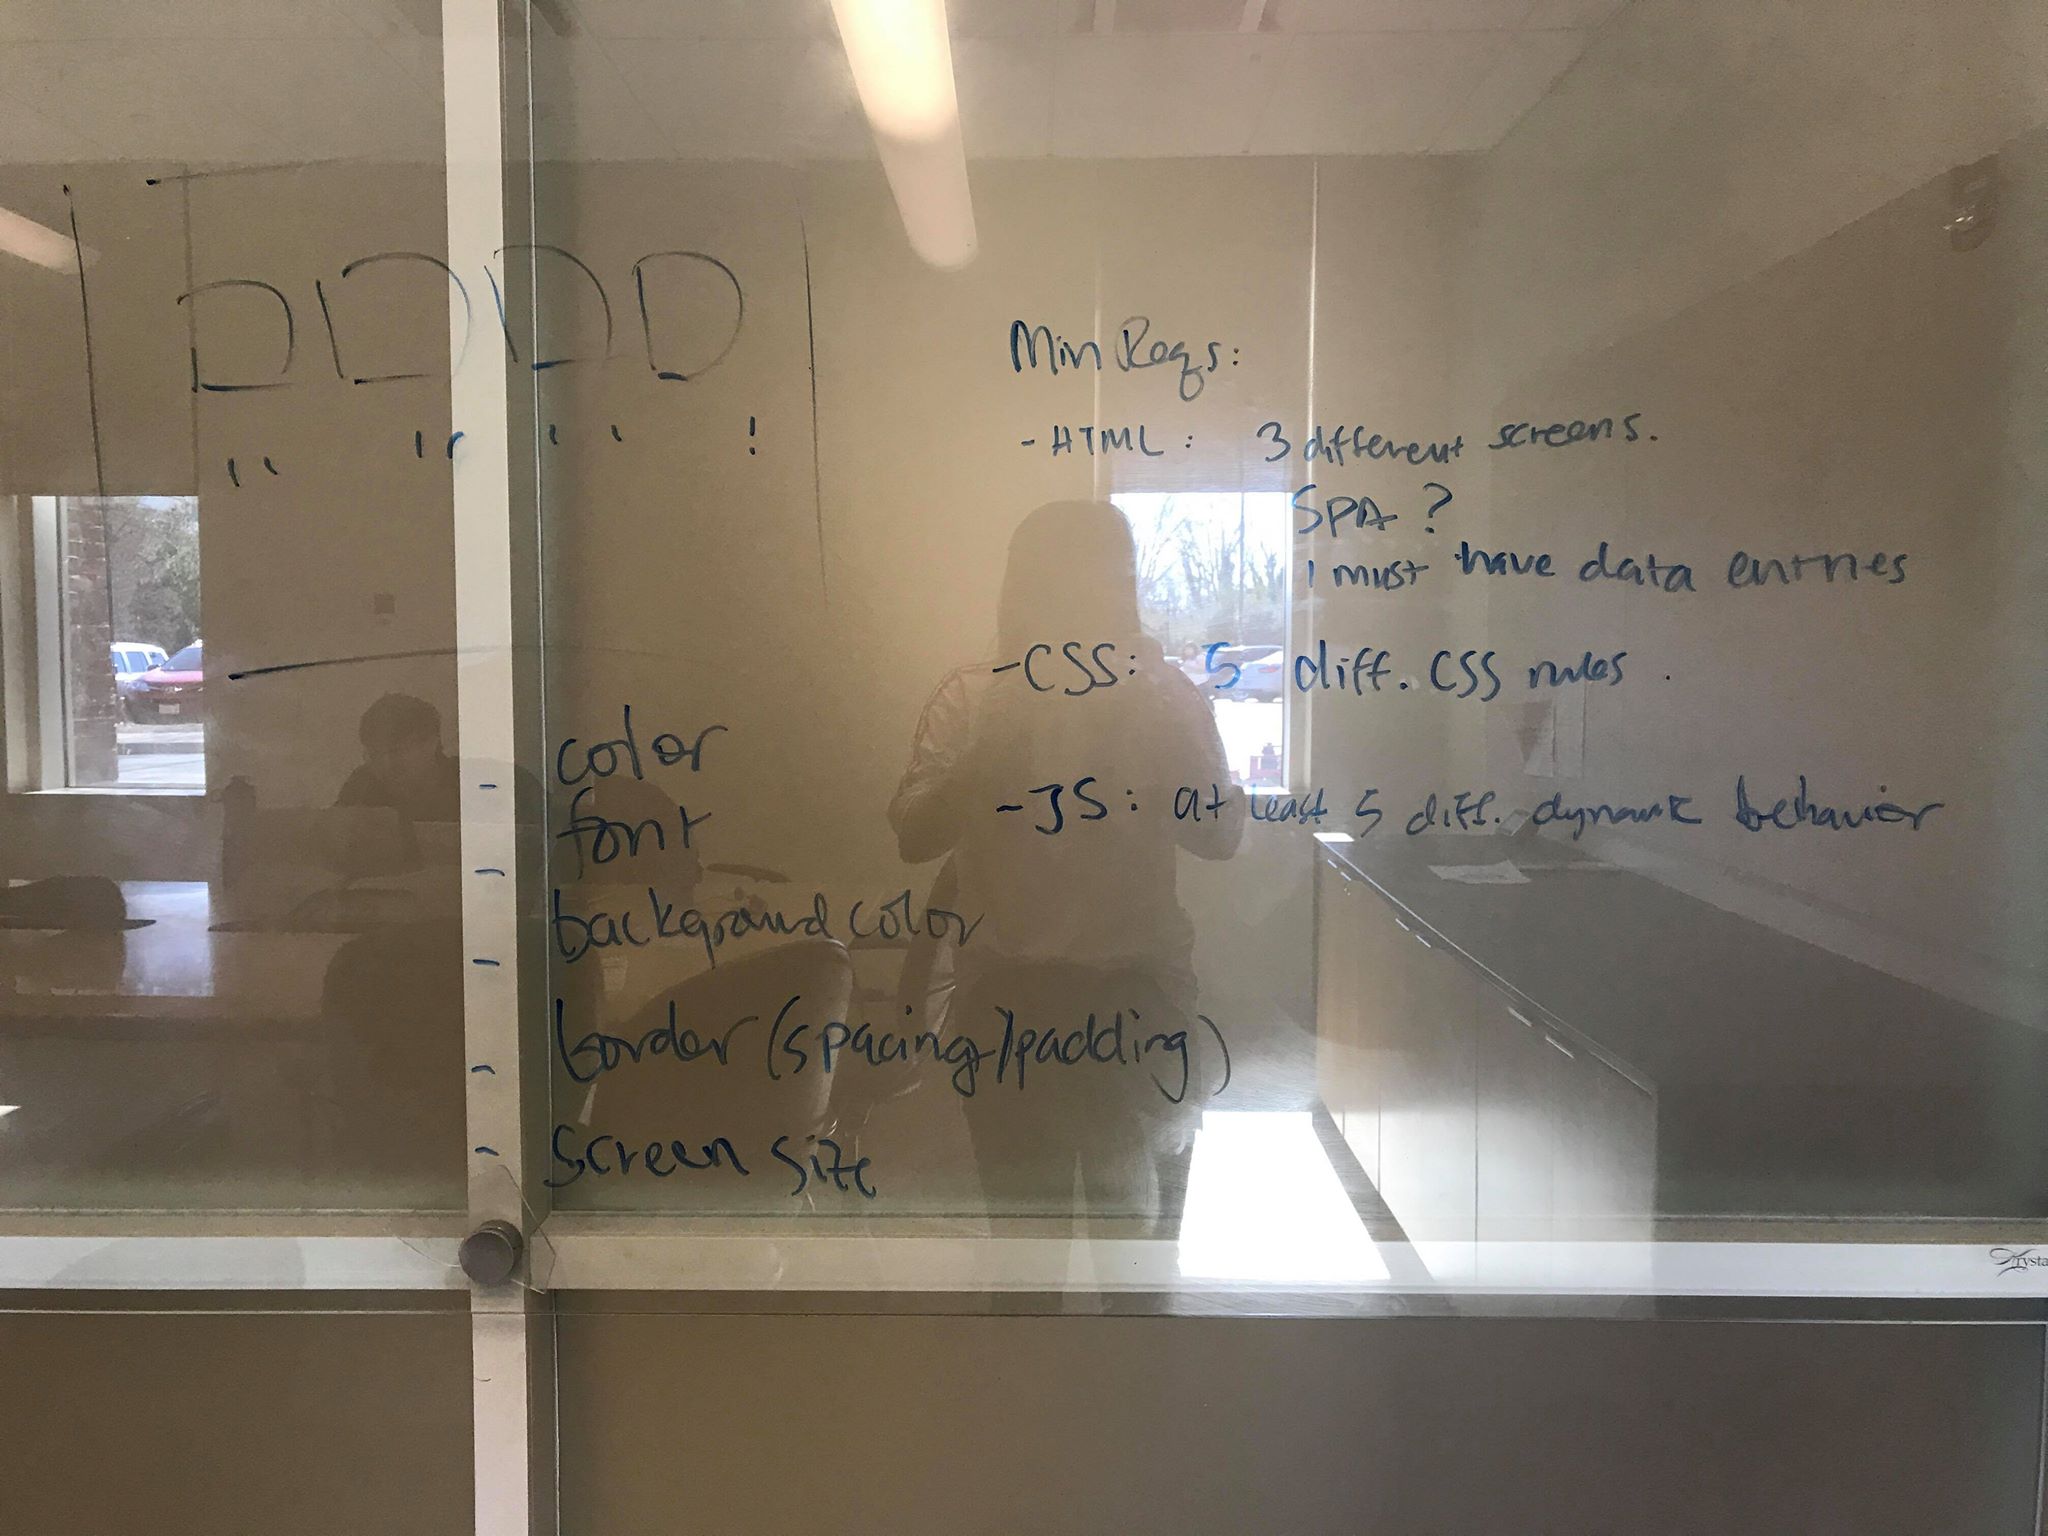 Min Reqs:
- HTML: 3 different screens.
SPA?
1 must have data entries
- CSS: 5 diff. CSS rules.
- JS: at least 5 diff. dynamic behavior
- color
- font
- background color
- border (spacing/padding)
- screen size